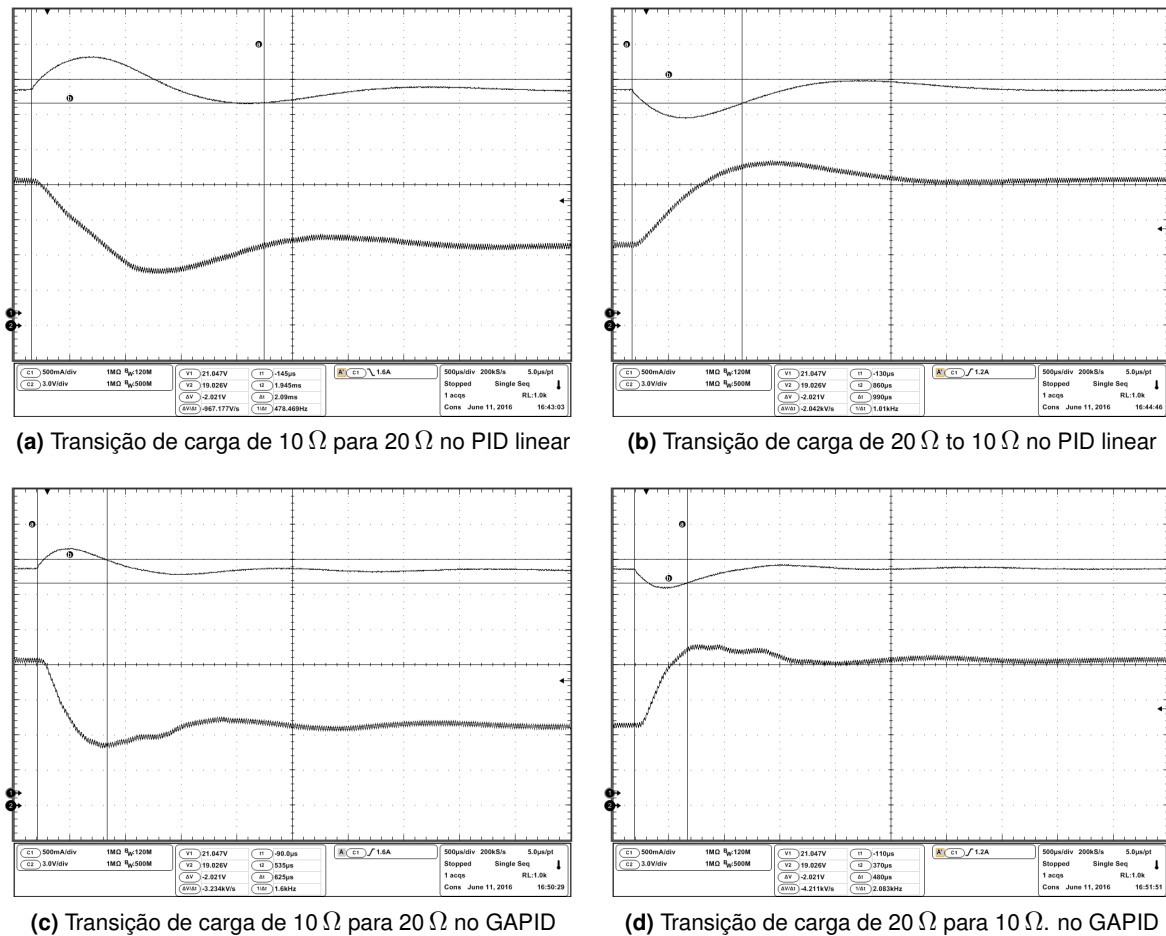 a
b
1
2
C1 500mA/div 1MΩ BW:120M
C2 3.0V/div 1MΩ BW:500M
V1 21.047V t1 -145µs
V2 19.026V t2 1.945ms
ΔV -2.021V Δt 2.09ms
ΔV/Δt -967.177V/s 1/Δt 478.469Hz
A' C1 1.6A
500µs/div 200kS/s 5.0µs/pt
Stopped Single Seq
1 acqs RL:1.0k
Cons June 11, 2016 16:43:03
(a) Transição de carga de 10 Ω para 20 Ω no PID linear
a
b
1
2
C1 500mA/div 1MΩ BW:120M
C2 3.0V/div 1MΩ BW:500M
V1 21.047V t1 -130µs
V2 19.026V t2 860µs
ΔV -2.021V Δt 990µs
ΔV/Δt -2.042kV/s 1/Δt 1.01kHz
A' C1 1.2A
500µs/div 200kS/s 5.0µs/pt
Stopped Single Seq
1 acqs RL:1.0k
Cons June 11, 2016 16:44:46
(b) Transição de carga de 20 Ω to 10 Ω no PID linear
a
b
1
2
C1 500mA/div 1MΩ BW:120M
C2 3.0V/div 1MΩ BW:500M
V1 21.047V t1 -90.0µs
V2 19.026V t2 535µs
ΔV -2.021V Δt 625µs
ΔV/Δt -3.234kV/s 1/Δt 1.6kHz
A C1 1.6A
500µs/div 200kS/s 5.0µs/pt
Stopped Single Seq
1 acqs RL:1.0k
Cons June 11, 2016 16:50:29
(c) Transição de carga de 10 Ω para 20 Ω no GAPID
a
b
1
2
C1 500mA/div 1MΩ BW:120M
C2 3.0V/div 1MΩ BW:500M
V1 21.047V t1 -110µs
V2 19.026V t2 370µs
ΔV -2.021V Δt 480µs
ΔV/Δt -4.211kV/s 1/Δt 2.083kHz
A' C1 1.2A
500µs/div 200kS/s 5.0µs/pt
Stopped Single Seq
1 acqs RL:1.0k
Cons June 11, 2016 16:51:51
(d) Transição de carga de 20 Ω para 10 Ω. no GAPID